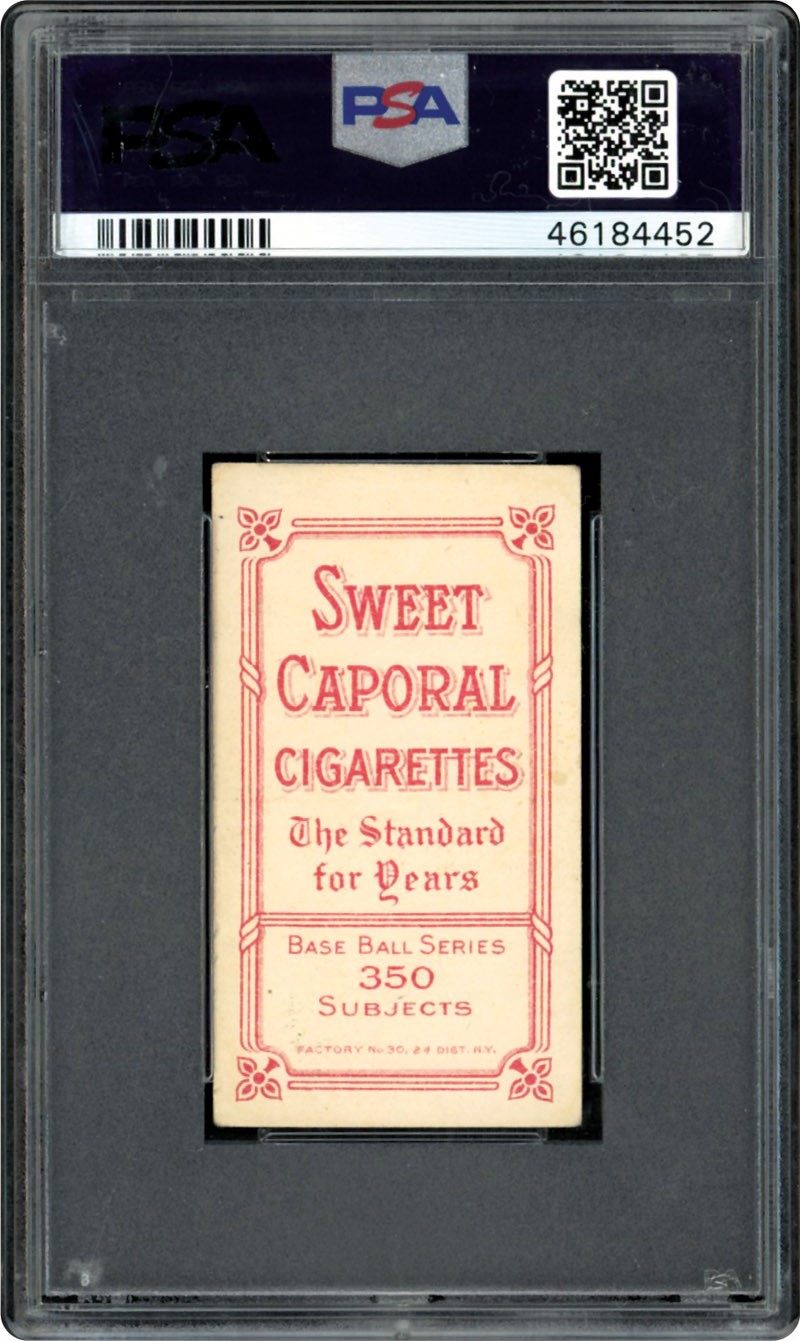 PSA
PSA
46184452
SWEET
CAPORAL
CIGARETTES
The Standard
for Years
BASE BALL SERIES
350
SUBJECTS
FACTORY No 30, 2d DIST. N.Y.
PSA